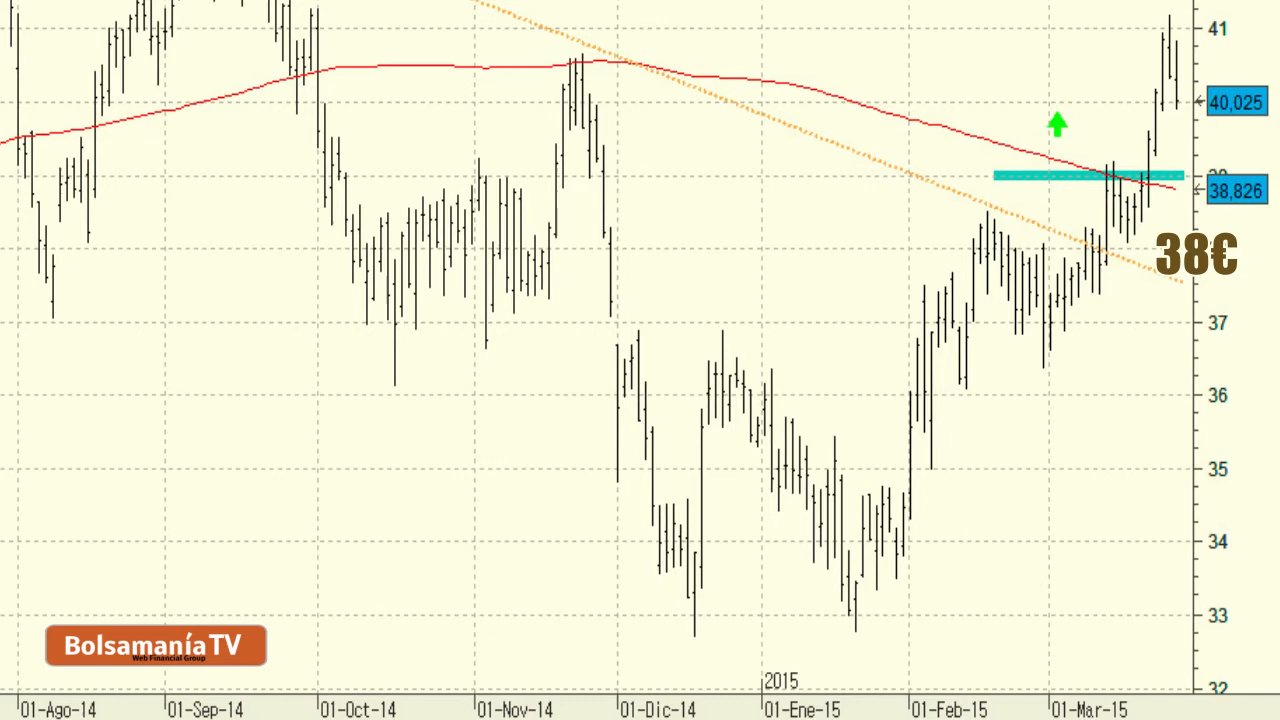 41
40,025
38,826
38€
37
36
35
34
33
32
2015
01-Ago-14
01-Sep-14
01-Oct-14
01-Nov-14
01-Dic-14
01-Ene-15
01-Feb-15
01-Mar-15
BolsamaníaTV
Web Financial Group